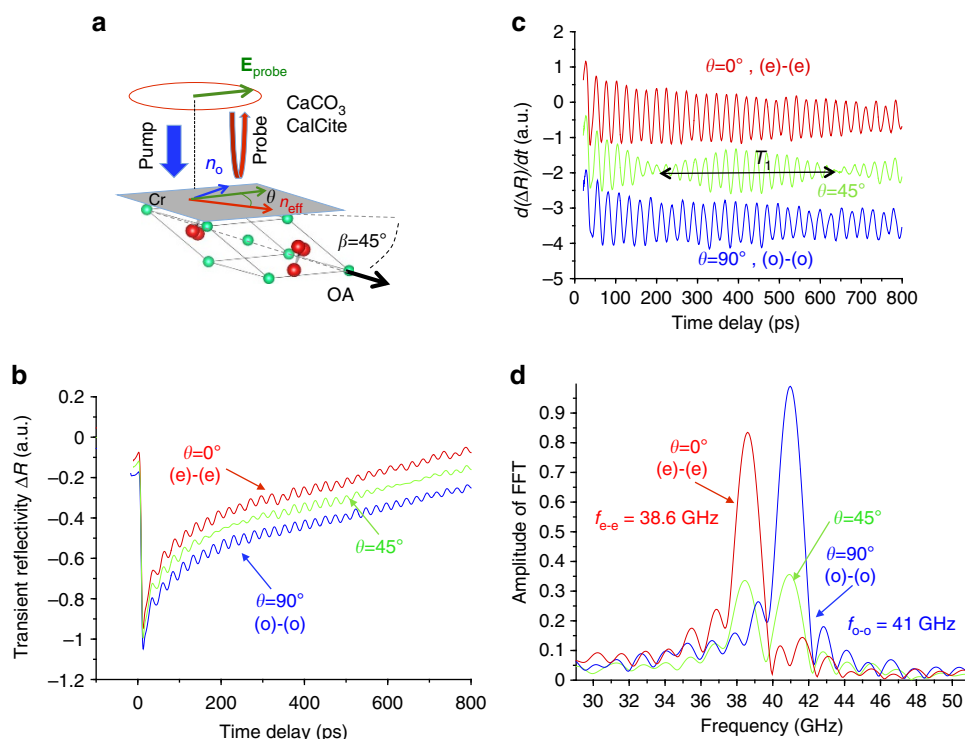 a
E probe
CaCO3
CalCite
Pump
Probe
no
θ
neff
Cr
β=45°
OA
b
Transient reflectivity ΔR (a.u.)
0.2
0
−0.2
−0.4
−0.6
−0.8
−1
−1.2
θ=0°
(e)-(e)
θ=45°
θ=90°
(o)-(o)
0 200 400 600 800
Time delay (ps)
c
d(ΔR)/dt (a.u.)
2
1
0
−1
−2
−3
−4
−5
θ=0° , (e)-(e)
T1
θ=45°
θ=90° , (o)-(o)
0 100 200 300 400 500 600 700 800
Time delay (ps)
d
Amplitude of FFT
0.9
0.8
0.7
0.6
0.5
0.4
0.3
0.2
0.1
0
θ=0°
(e)-(e)
fe-e = 38.6 GHz
θ=45°
θ=90°
(o)-(o)
fo-o = 41 GHz
30 32 34 36 38 40 42 44 46 48 50
Frequency (GHz)